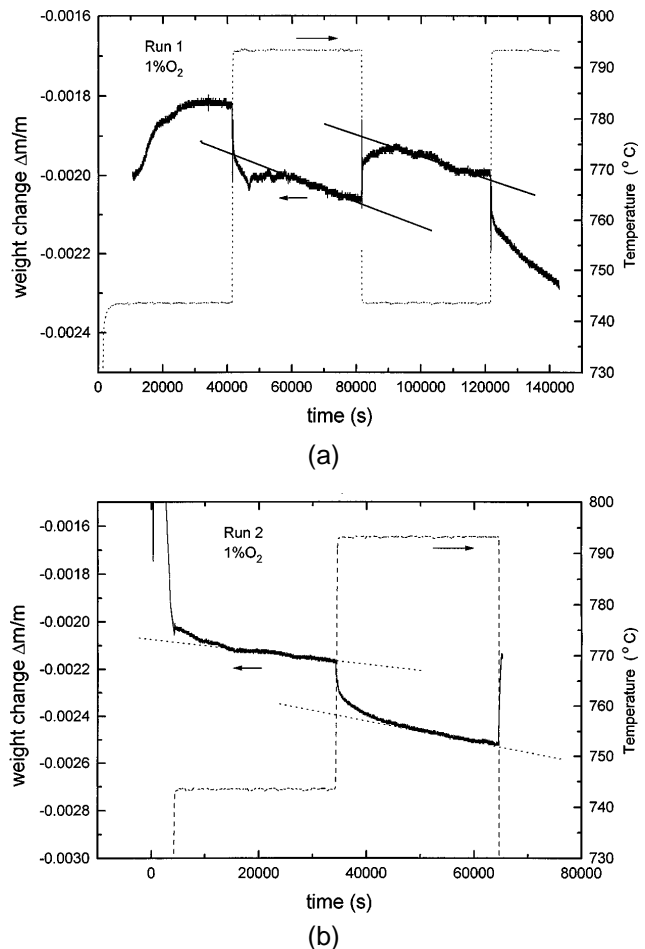 Run 1
1%O₂
-0.0016
-0.0018
-0.0020
-0.0022
-0.0024
weight change Δm/m
800
790
780
770
760
750
740
730
Temperature (°C)
0 20000 40000 60000 80000 100000 120000 140000
time (s)
(a)
Run 2
1%O₂
-0.0016
-0.0018
-0.0020
-0.0022
-0.0024
-0.0026
-0.0028
-0.0030
weight change Δm/m
800
790
780
770
760
750
740
730
Temperature (°C)
0 20000 40000 60000 80000
time (s)
(b)